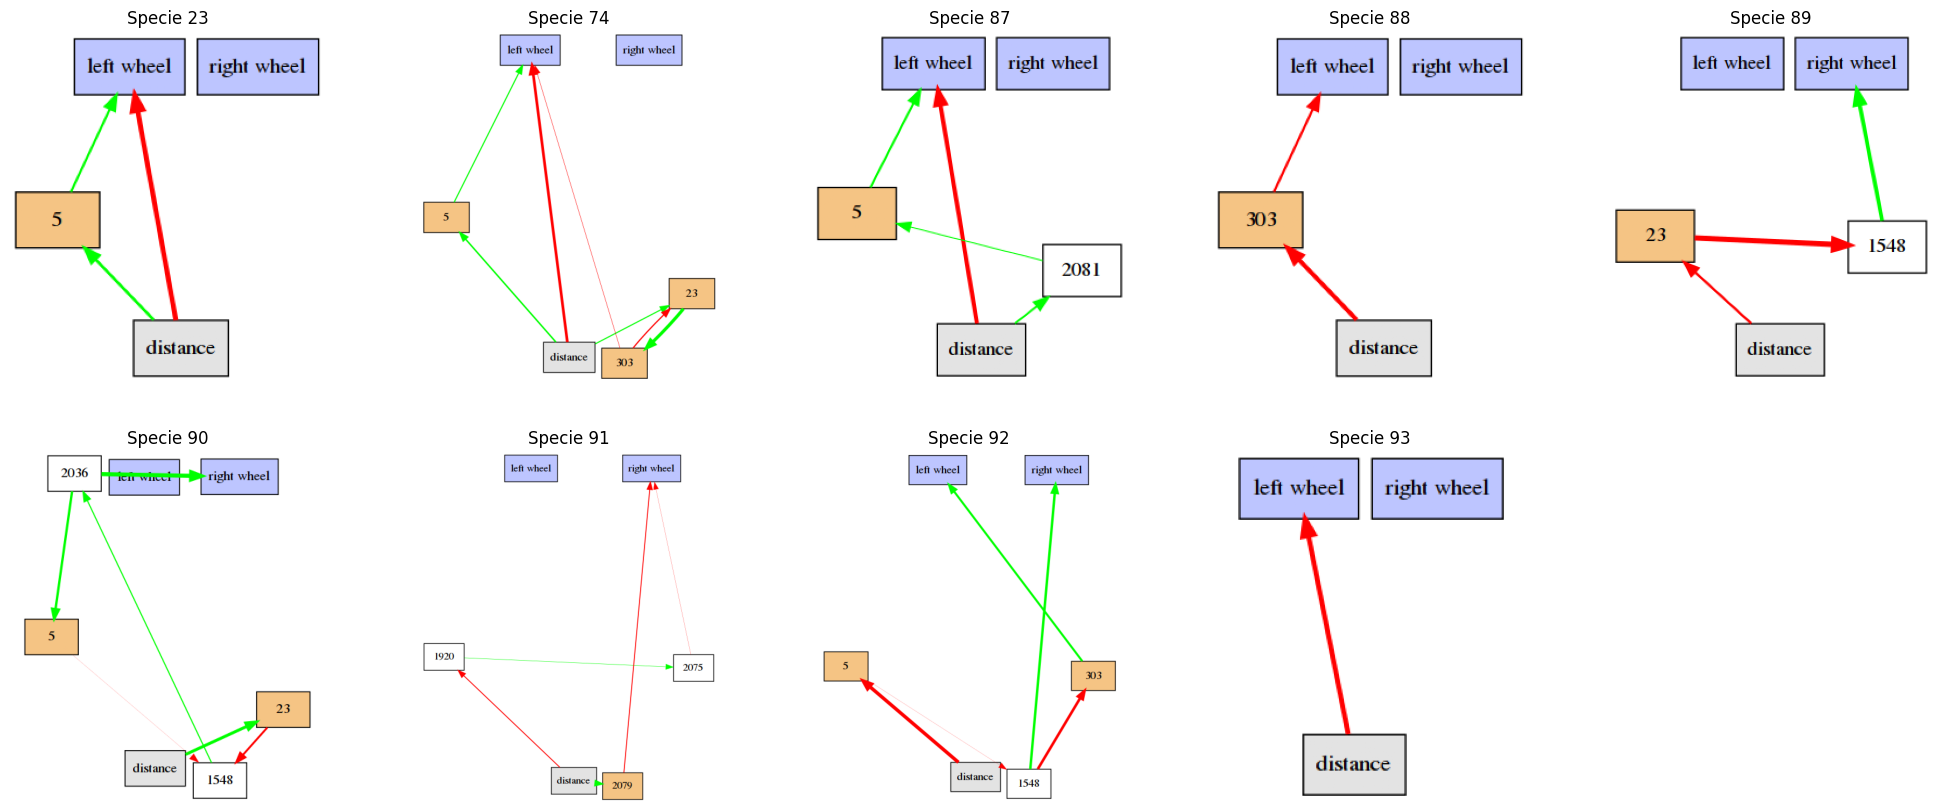 Specie 23
left wheel
right wheel
5
distance
Specie 74
left wheel
right wheel
5
23
distance
303
Specie 87
left wheel
right wheel
5
2081
distance
Specie 88
left wheel
right wheel
303
distance
Specie 89
left wheel
right wheel
23
1548
distance
Specie 90
2036
left wheel
right wheel
5
23
distance
1548
Specie 91
left wheel
right wheel
1920
2075
distance
2079
Specie 92
left wheel
right wheel
5
303
distance
1548
Specie 93
left wheel
right wheel
distance